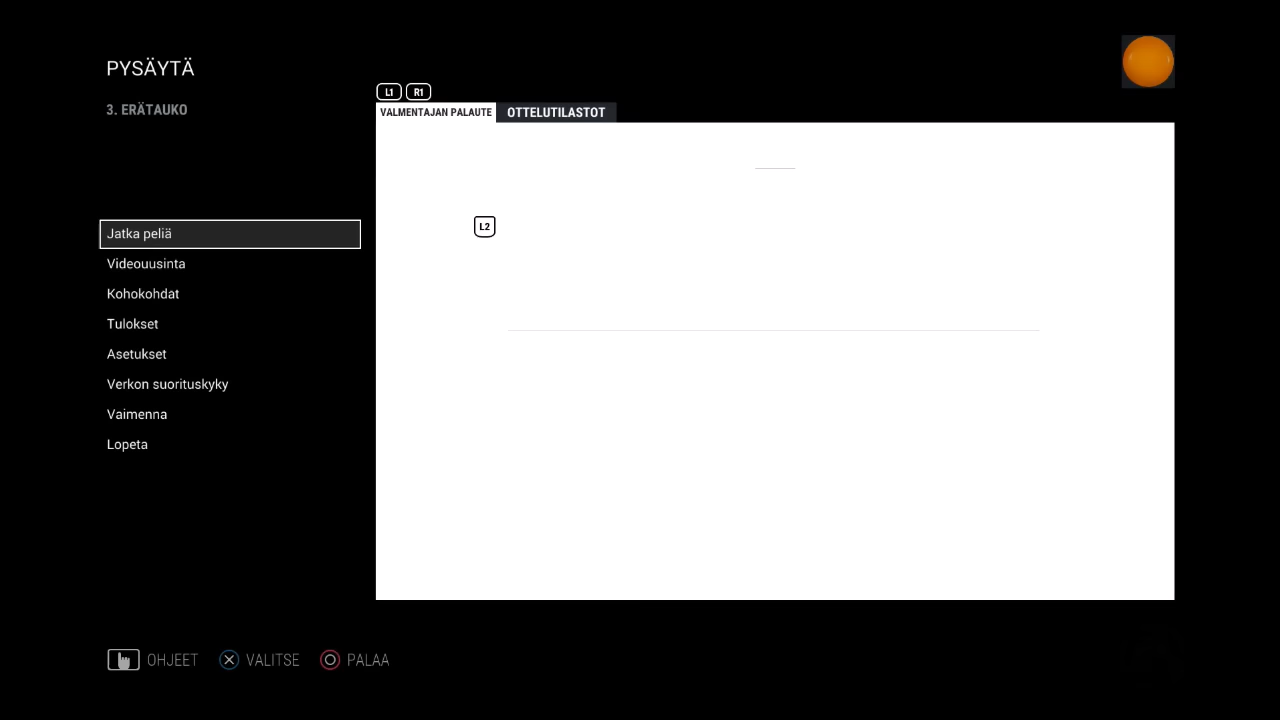 PYSÄYTÄ
3. ERÄTAUKO
L1 R1
VALMENTAJAN PALAUTE OTTELUTILASTOT
L2
Jatka peliä
Videouusinta
Kohokohdat
Tulokset
Asetukset
Verkon suorituskyky
Vaimenna
Lopeta
OHJEET VALITSE PALAA